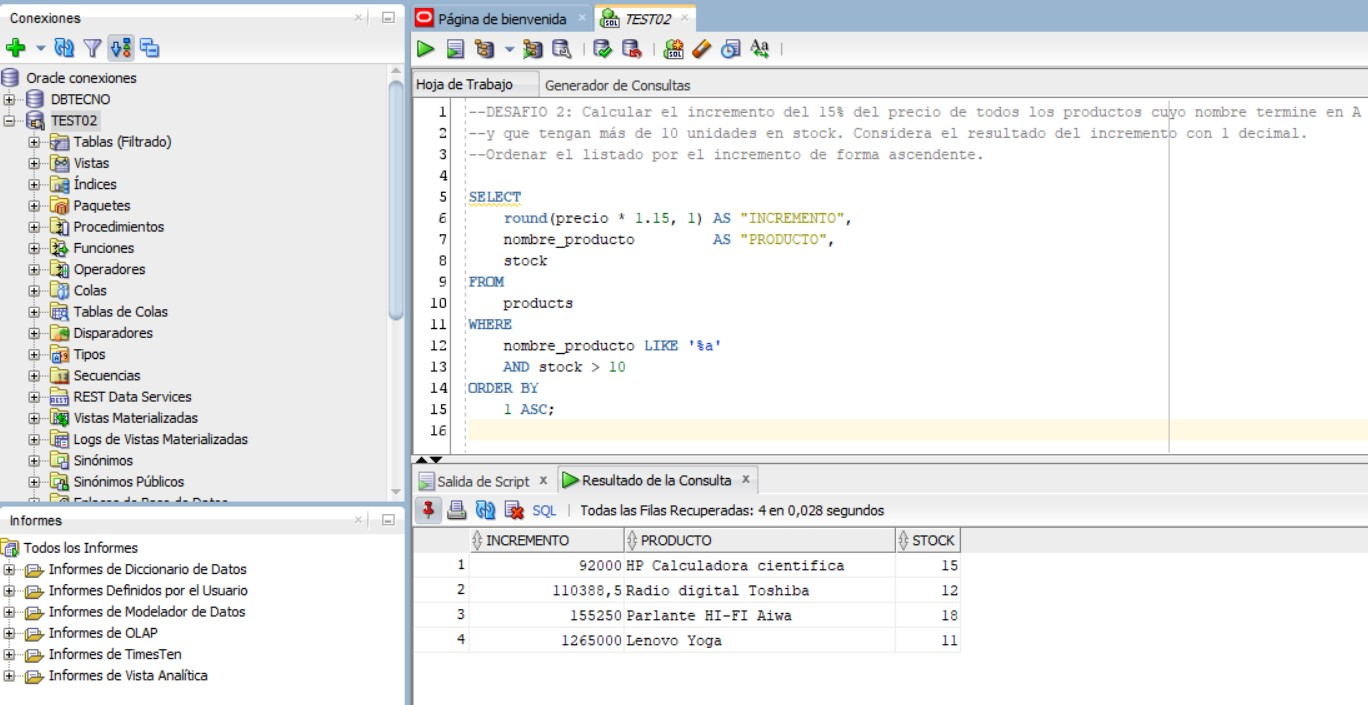 Conexiones
Oracle conexiones
DBTECNO
TEST02
Tablas (Filtrado)
Vistas
Índices
Paquetes
Procedimientos
Funciones
Operadores
Colas
Tablas de Colas
Disparadores
Tipos
Secuencias
REST Data Services
Vistas Materializadas
Logs de Vistas Materializadas
Sinónimos
Sinónimos Públicos
Informes
Todos los Informes
Informes de Diccionario de Datos
Informes Definidos por el Usuario
Informes de Modelador de Datos
Informes de OLAP
Informes de TimesTen
Informes de Vista Analítica
Página de bienvenida
TEST02
Hoja de Trabajo Generador de Consultas
1 --DESAFIO 2: Calcular el incremento del 15% del precio de todos los productos cuyo nombre termine en A
2 --y que tengan más de 10 unidades en stock. Considera el resultado del incremento con 1 decimal.
3 --Ordenar el listado por el incremento de forma ascendente.
4
5 SELECT
6 round(precio * 1.15, 1) AS "INCREMENTO",
7 nombre_producto AS "PRODUCTO",
8 stock
9 FROM
10 products
11 WHERE
12 nombre_producto LIKE '%a'
13 AND stock > 10
14 ORDER BY
15 1 ASC;
16
Salida de Script x Resultado de la Consulta x
SQL | Todas las Filas Recuperadas: 4 en 0,028 segundos
INCREMENTO PRODUCTO STOCK
1 92000 HP Calculadora cientifica 15
2 110388,5 Radio digital Toshiba 12
3 155250 Parlante HI-FI Aiwa 18
4 1265000 Lenovo Yoga 11